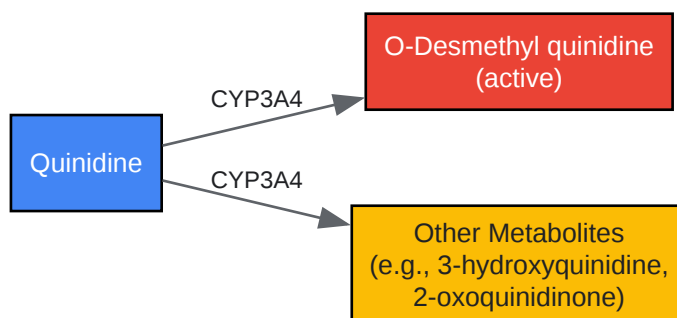 O-Desmethyl quinidine
(active)
CYP3A4
Quinidine
CYP3A4
Other Metabolites
(e.g., 3-hydroxyquinidine,
2-oxoquinidinone)